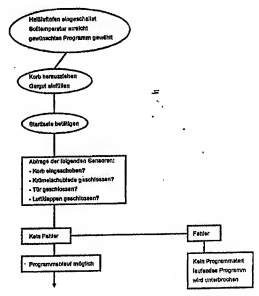 Heißluftofen eingeschaltet
Solltemperatur erreicht
gewünschtes Programm gewählt
Korb herausziehen
Gargut einfüllen
Starttaste betätigen
Abfrage der folgenden Sensoren:
• Korb eingeschoben?
• Krümelschublade geschlossen?
• Tür geschlossen?
• Luftklappen geschlossen?
Kein Fehler
Fehler
Programmablauf möglich
Kein Programmstart
laufendes Programm
wird unterbrochen